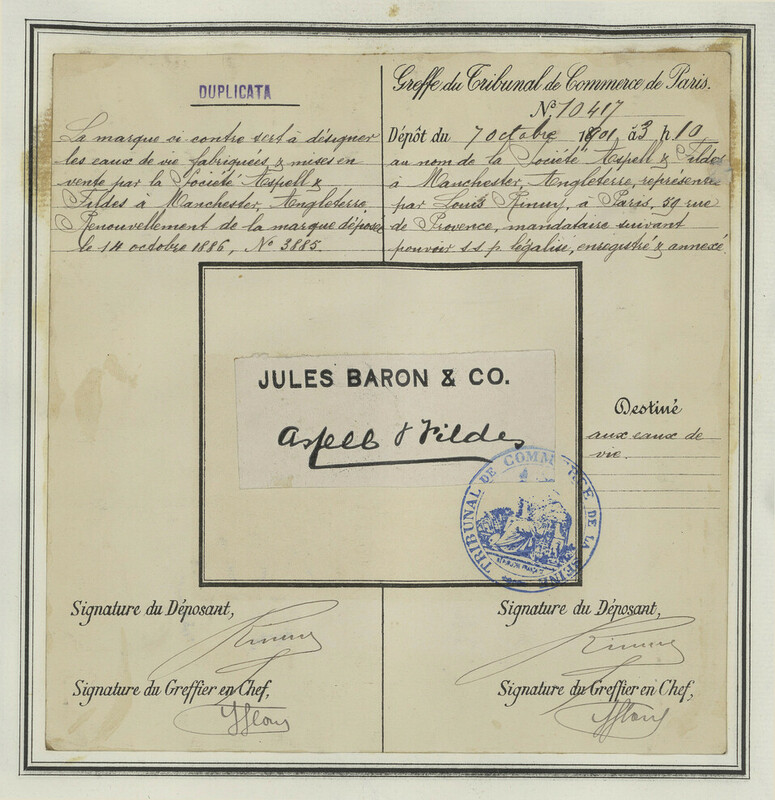 DUPLICATA
La marque ci contre sert à désigner
les eaux de vie fabriquées & mises en
vente par la Société Aspell &
Fildes à Manchester, Angleterre
Renouvellement de la marque déposée
le 14 octobre 1886, No 3885.
Greffe du Tribunal de Commerce de Paris.
No 10417
Dépôt du 7 octobre 1901, à 3 h 10
au nom de la Société Aspell & Fildes
à Manchester, Angleterre, représentée
par Louis à Paris, 59 rue
de Provence, mandataire suivant
pouvoir s.s.p. légalisé, enregistré & annexé
JULES BARON & CO.
Aspell & Fildes
Destiné
aux eaux de
vie.
TRIBUNAL DE COMMERCE DE LA SEINE
Signature du Déposant,
Signature du Greffier en Chef,
Signature du Déposant,
Signature du Greffier en Chef,